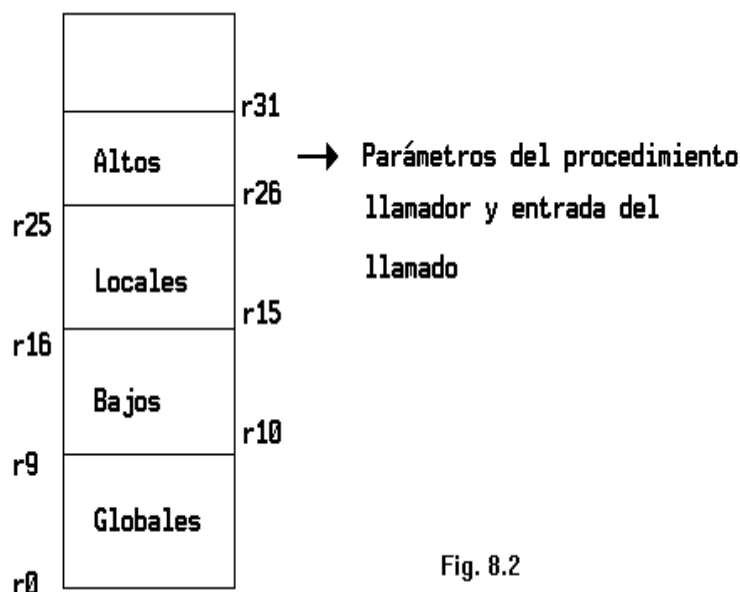 r31
Altos
→ Parámetros del procedimiento
r26
llamador y entrada del
r25
llamado
Locales
r15
r16
Bajos
r10
r9
Globales
Fig. 8.2
r0